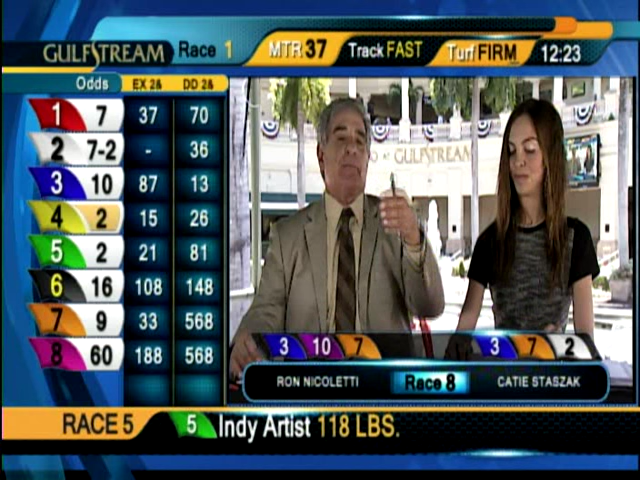 GULFSTREAM Race 1 MTR 37 Track FAST Turf FIRM 12:23
Odds EX 2& DD 2&
1 7 37 70
2 7-2 - 36
3 10 87 13
4 2 15 26
5 2 21 81
6 16 108 148
7 9 33 568
8 60 188 568
GULFSTREAM
3 10 7 3 7 2
RON NICOLETTI Race 8 CATIE STASZAK
RACE 5 5 Indy Artist 118 LBS.